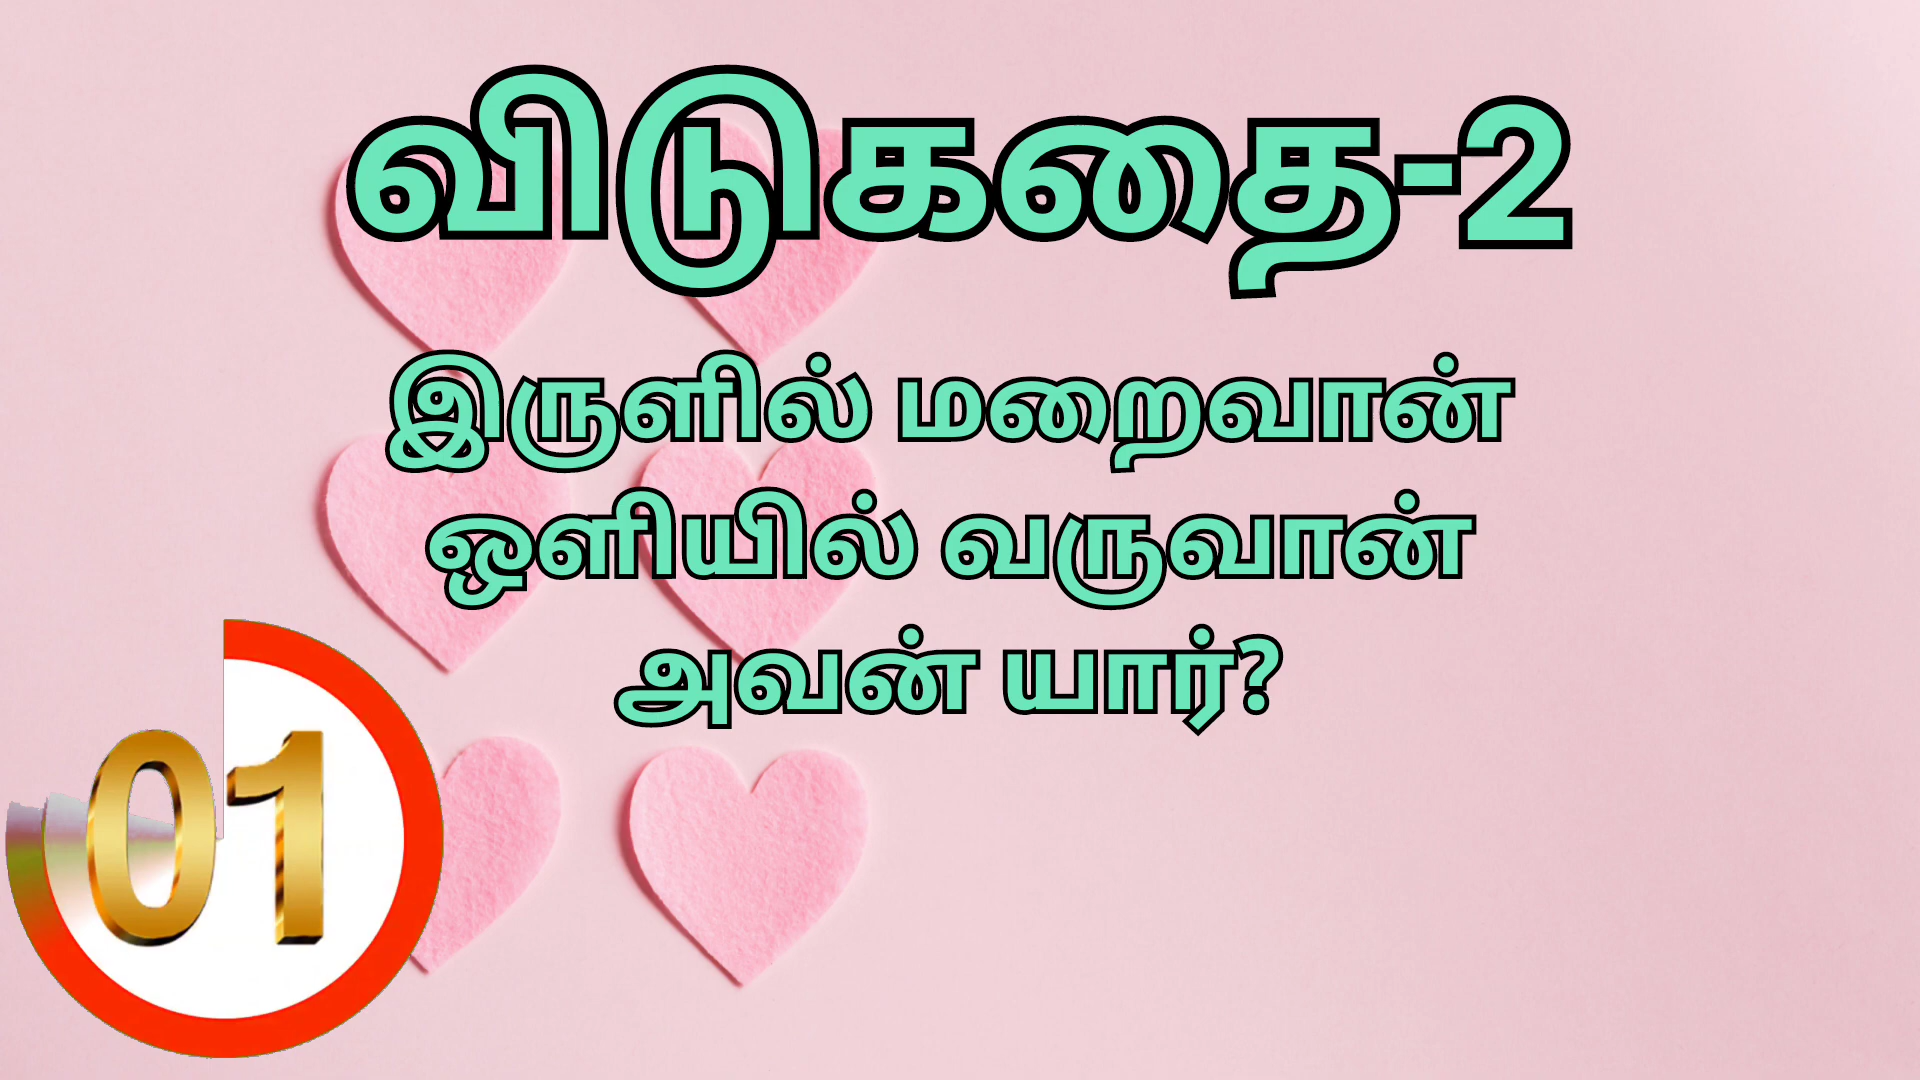 விடுகதை-2
இருளில் மறைவான்
ஒளியில் வருவான்
அவன் யார்?
01